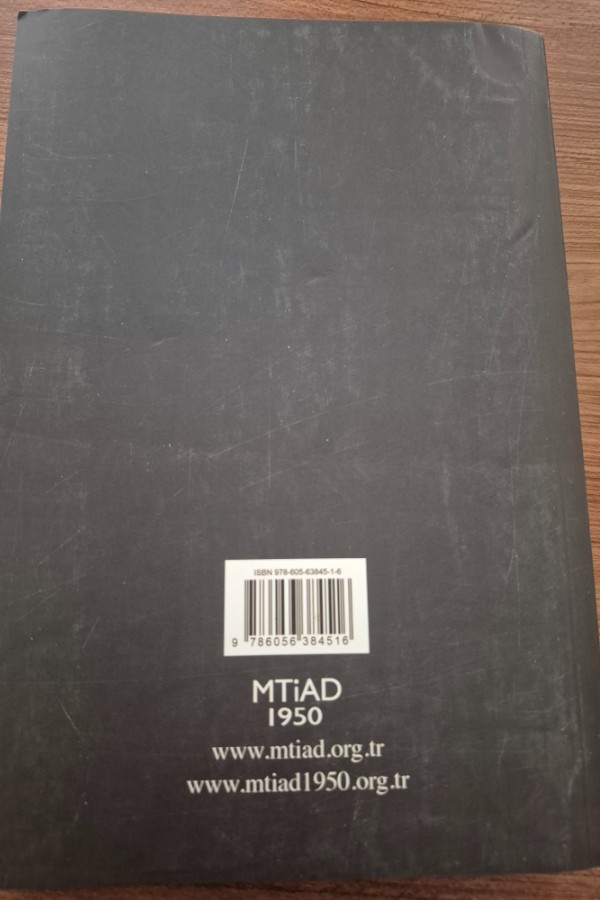 ISBN 978-605-63845-1-6
9 786056 384516
MTiAD
1950
www.mtiad.org.tr
www.mtiad1950.org.tr